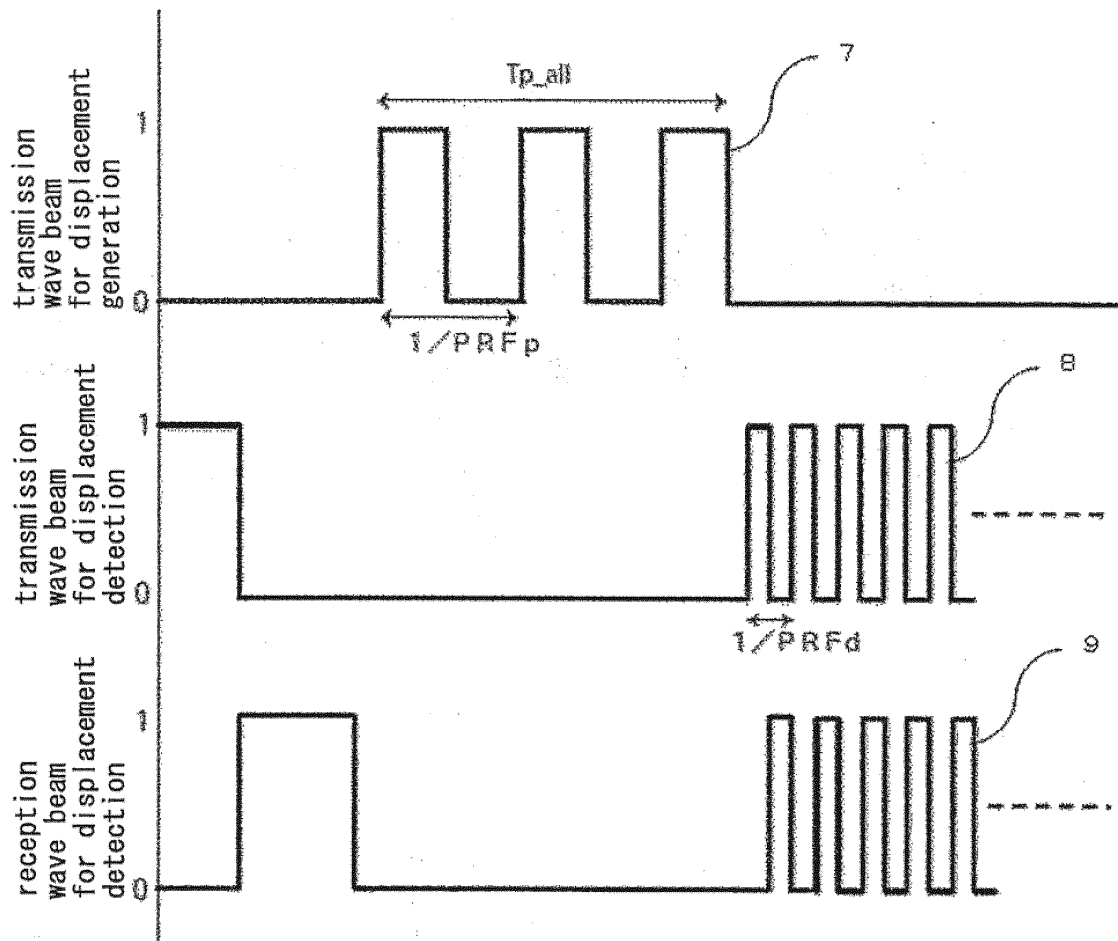 transmission
wave beam
for displacement
generation
1
0
Tp_all
7
1/PRFp
transmission
wave beam
for displacement
detection
1
0
8
1/PRFd
reception
wave beam
for displacement
detection
1
0
9